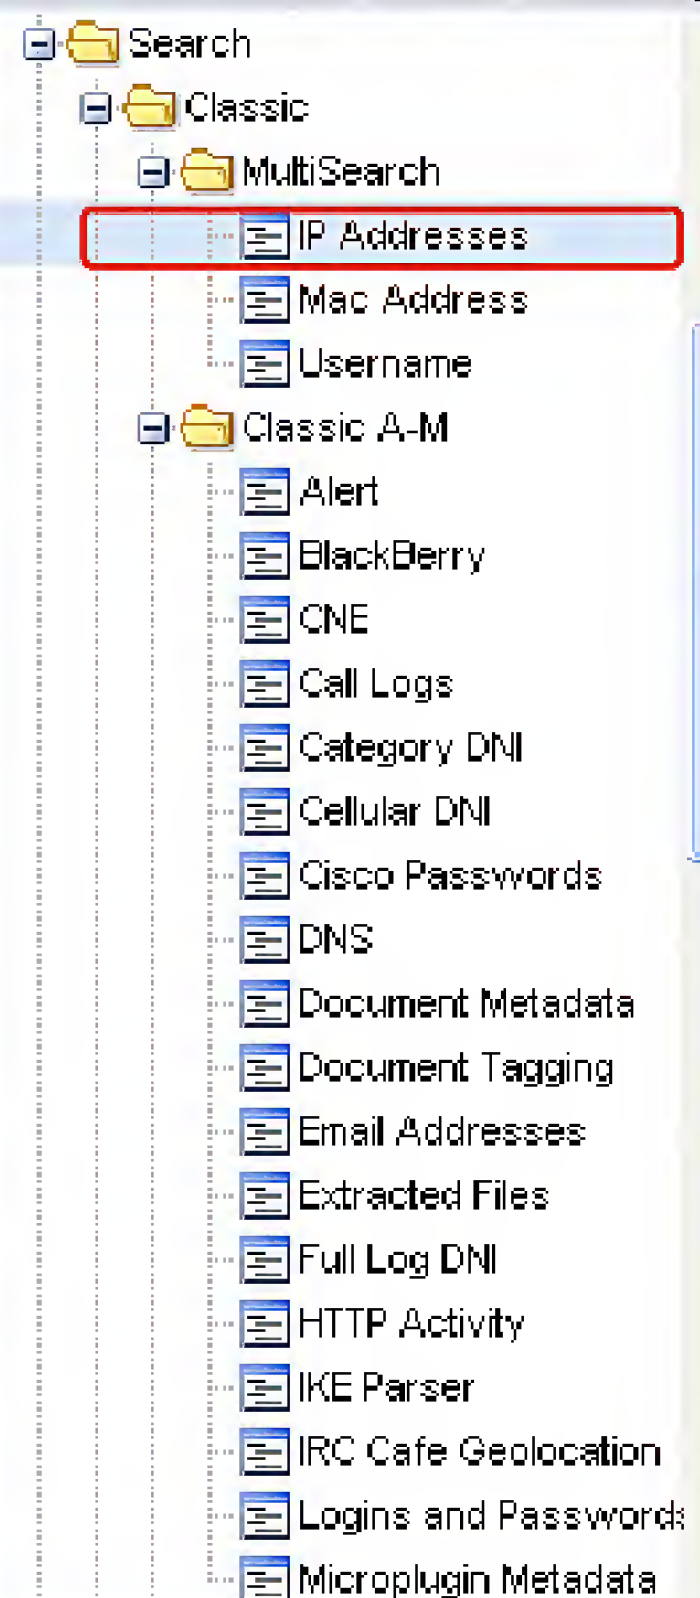 Search
Classic
MultiSearch
IP Addresses
Mac Address
Username
Classic A-M
Alert
BlackBerry
CNE
Call Logs
Category DNI
Cellular DNI
Cisco Passwords
DNS
Document Metadata
Document Tagging
Email Addresses
Extracted Files
Full Log DNI
HTTP Activity
IKE Parser
IRC Cafe Geolocation
Logins and Passwords
Microplugin Metadata